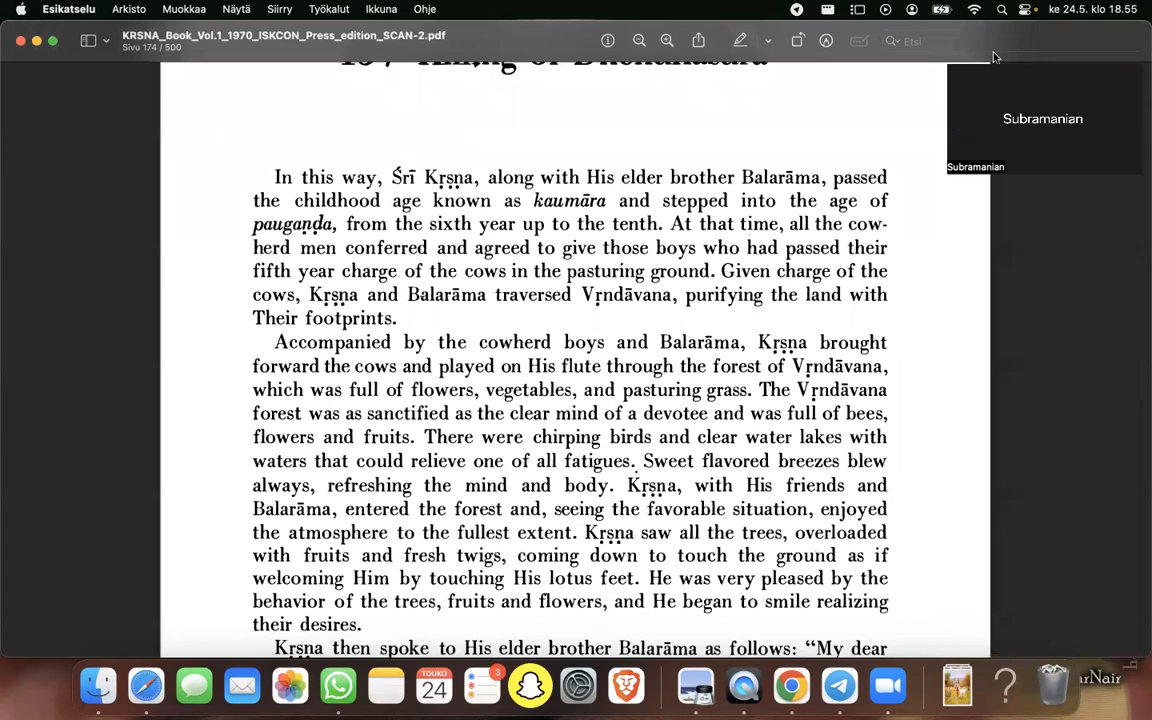 Esikatselu Arkisto Muokkaa Näytä Siirry Työkalut Ikkuna Ohje ke 24.5. klo 18.55
KRSNA_Book_Vol.1_1970_ISKCON_Press_edition_SCAN-2.pdf
Sivu 174 / 500
Etsi
Subramanian
Subramanian
of Dhenukāsura
In this way, Śrī Kṛṣṇa, along with His elder brother Balarāma, passed
the childhood age known as kaumāra and stepped into the age of
paugaṇḍa, from the sixth year up to the tenth. At that time, all the cow-
herd men conferred and agreed to give those boys who had passed their
fifth year charge of the cows in the pasturing ground. Given charge of the
cows, Kṛṣṇa and Balarāma traversed Vṛndāvana, purifying the land with
Their footprints.
Accompanied by the cowherd boys and Balarāma, Kṛṣṇa brought
forward the cows and played on His flute through the forest of Vṛndāvana,
which was full of flowers, vegetables, and pasturing grass. The Vṛndāvana
forest was as sanctified as the clear mind of a devotee and was full of bees,
flowers and fruits. There were chirping birds and clear water lakes with
waters that could relieve one of all fatigues. Sweet flavored breezes blew
always, refreshing the mind and body. Kṛṣṇa, with His friends and
Balarāma, entered the forest and, seeing the favorable situation, enjoyed
the atmosphere to the fullest extent. Kṛṣṇa saw all the trees, overloaded
with fruits and fresh twigs, coming down to touch the ground as if
welcoming Him by touching His lotus feet. He was very pleased by the
behavior of the trees, fruits and flowers, and He began to smile realizing
their desires.
Kṛṣṇa then spoke to His elder brother Balarāma as follows: “My dear
TOUKO
24
3
arNair